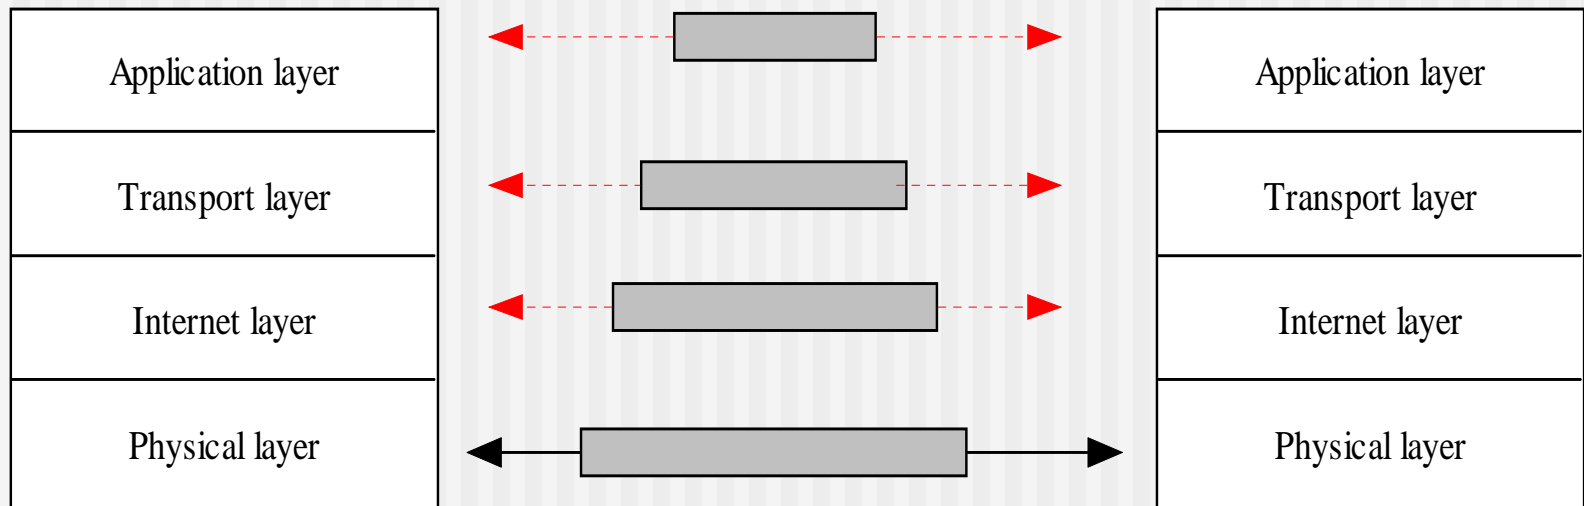 Application layer
Transport layer
Internet layer
Physical layer
Application layer
Transport layer
Internet layer
Physical layer